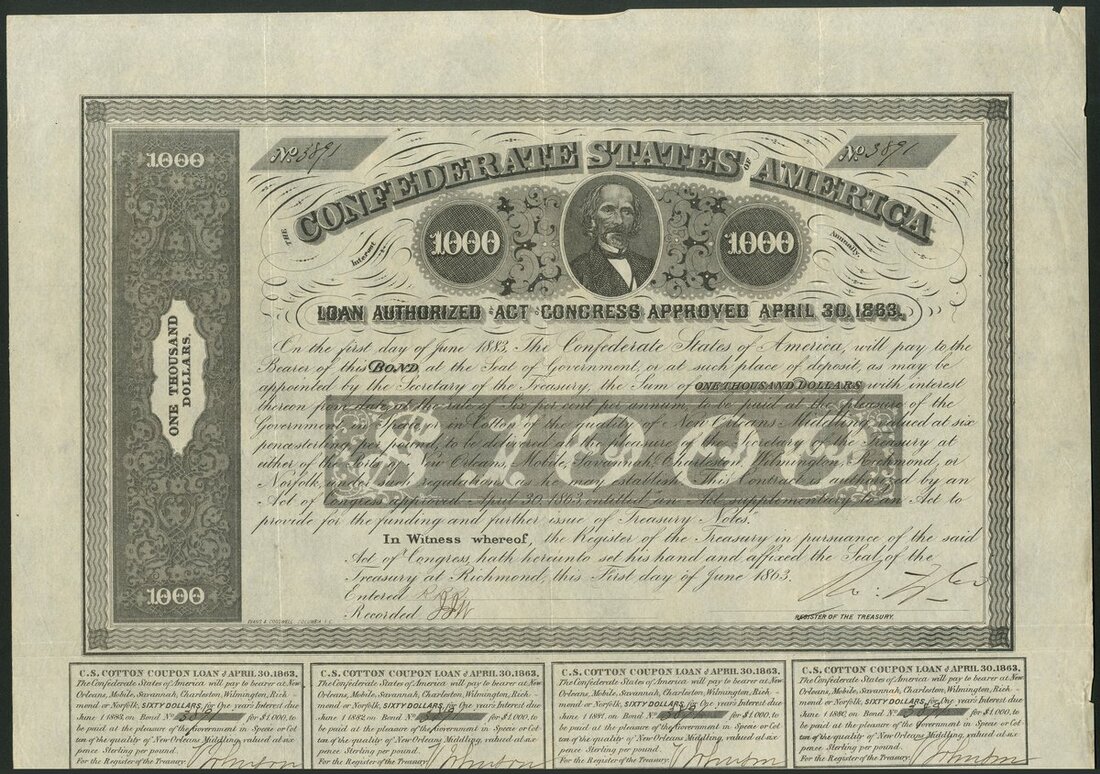 1000
No. 3891
No. 3891
THE CONFEDERATE STATES OF AMERICA
Interest
Annually.
1000
1000
LOAN AUTHORIZED BY ACT OF CONGRESS APPROVED APRIL 30, 1863.
ONE THOUSAND
DOLLARS.
On the first day of June 1883, The Confederate States of America, will pay to the
Bearer of this BOND, at the Seat of Government, or at such place of deposit, as may be
appointed by the Secretary of the Treasury, the Sum of ONE THOUSAND DOLLARS with interest
thereon from date, at the rate of Six per cent per annum, to be paid at the pleasure of the
Government, in Specie, or in Cotton of the quality of New Orleans Middling, valued at six
pence sterling per pound, to be delivered at the pleasure of the Secretary of the Treasury at
either of the ports of New Orleans, Mobile, Savannah, Charleston, Wilmington, Richmond, or
Norfolk, under such regulations as he may establish. This Contract is authorized by an
Act of Congress approved April 30, 1863, entitled "an Act supplementary to an Act to
provide for the funding and further issue of Treasury Notes."
In Witness whereof, the Register of the Treasury in pursuance of the said
Act of Congress, hath hereinto set his hand and affixed the Seal of the
Treasury at Richmond, this First day of June 1863.
Entered
Recorded
1000
EVANS & COGSWELL, COLUMBIA S.C.
REGISTER OF THE TREASURY.
C.S. COTTON COUPON LOAN of APRIL 30, 1863.
The Confederate States of America will pay to bearer at New
Orleans, Mobile, Savannah, Charleston, Wilmington, Rich-
mond or Norfolk, SIXTY DOLLARS for One Year's Interest due
June 1 1883, on Bond No. 3891 for $1,000, to
be paid at the pleasure of the Government in Specie or Cot-
ton of the quality of New Orleans Middling, valued at six
pence Sterling per pound.
For the Register of the Treasury. Johnson
C.S. COTTON COUPON LOAN of APRIL 30, 1863.
The Confederate States of America will pay to bearer at New
Orleans, Mobile, Savannah, Charleston, Wilmington, Rich-
mond or Norfolk, SIXTY DOLLARS for One Year's Interest due
June 1 1882 on Bond No. 3891 for $1,000, to
be paid at the pleasure of the Government in Specie or Cot-
ton of the quality of New Orleans Middling, valued at six
pence Sterling per pound.
For the Register of the Treasury. Johnson
C.S. COTTON COUPON LOAN of APRIL 30, 1863.
The Confederate States of America will pay to bearer at New
Orleans, Mobile, Savannah, Charleston, Wilmington, Rich-
mond or Norfolk, SIXTY DOLLARS for One Year's Interest due
June 1 1881, on Bond No. 3891 for $1,000, to
be paid at the pleasure of the Government in Specie or Cot-
ton of the quality of New Orleans Middling, valued at six
pence Sterling per pound.
For the Register of the Treasury. Johnson
C.S. COTTON COUPON LOAN of APRIL 30, 1863.
The Confederate States of America will pay to bearer at New
Orleans, Mobile, Savannah, Charleston, Wilmington, Rich-
mond or Norfolk, SIXTY DOLLARS for One Year's Interest due
June 1 1880, on Bond No. 3891 for $1,000, to
be paid at the pleasure of the Government in Specie or Cot-
ton of the quality of New Orleans Middling, valued at six
pence Sterling per pound.
For the Register of the Treasury. Johnson